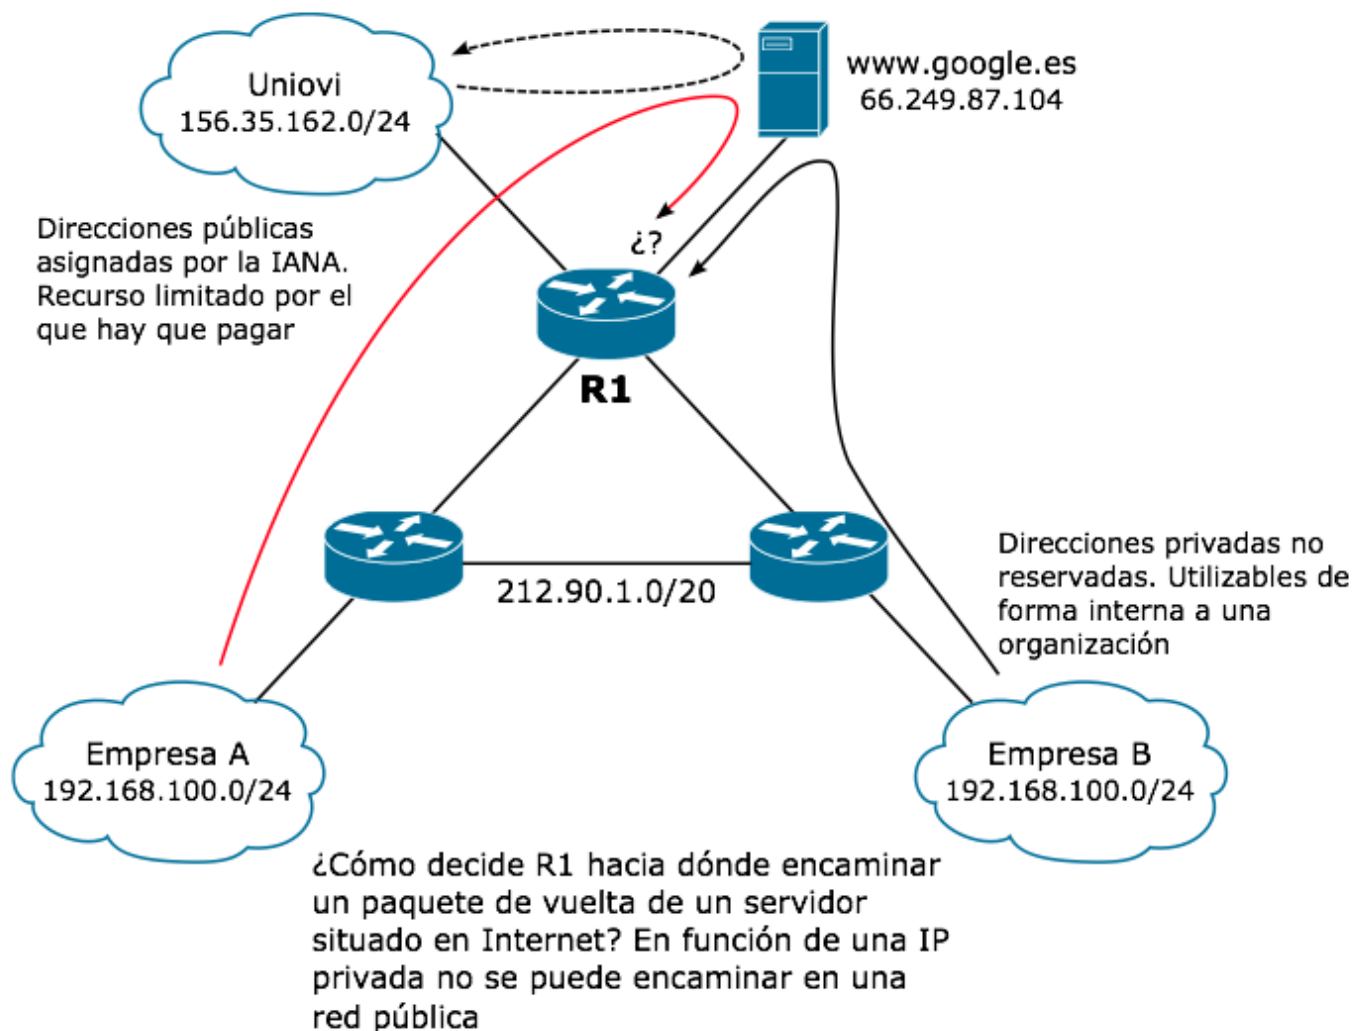 Uniovi
156.35.162.0/24
www.google.es
66.249.87.104
Direcciones públicas
asignadas por la IANA.
Recurso limitado por el
que hay que pagar
¿?
R1
212.90.1.0/20
Direcciones privadas no
reservadas. Utilizables de
forma interna a una
organización
Empresa A
192.168.100.0/24
Empresa B
192.168.100.0/24
¿Cómo decide R1 hacia dónde encaminar
un paquete de vuelta de un servidor
situado en Internet? En función de una IP
privada no se puede encaminar en una
red pública